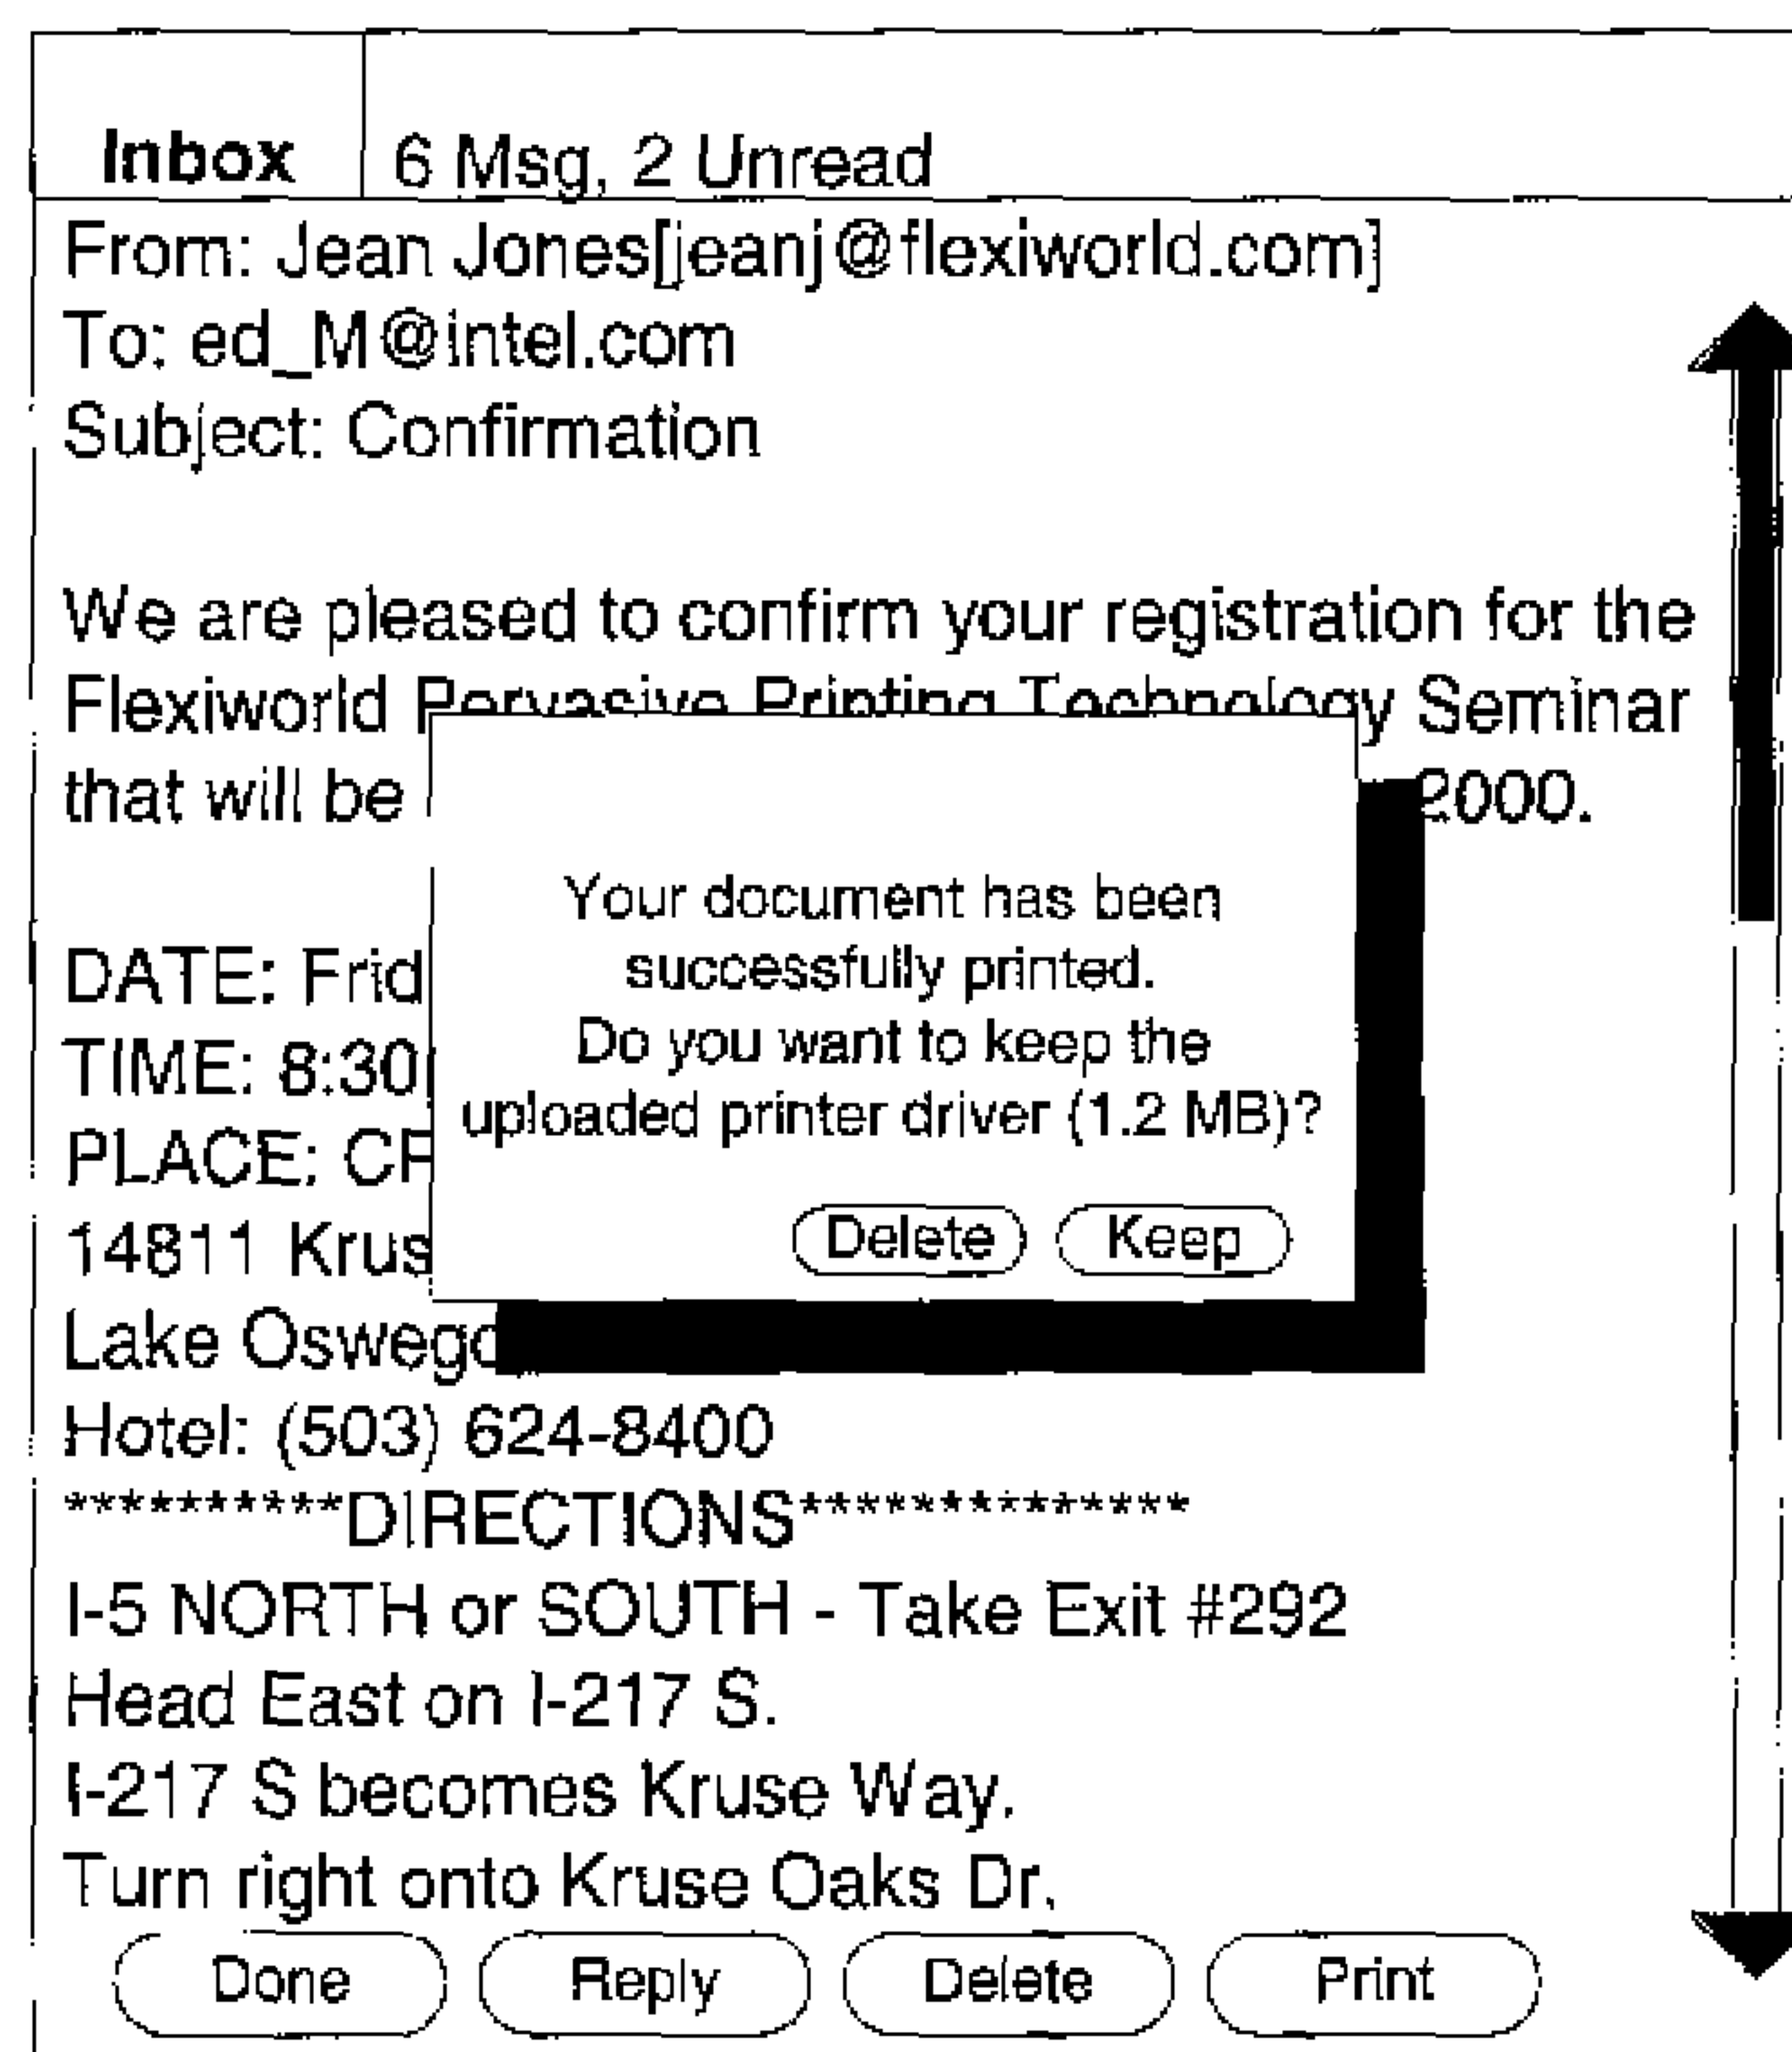 Inbox 6 Msg, 2 Unread
From: Jean Jones[jeanj@flexiworld.com]
To: ed_M@intel.com
Subject: Confirmation
We are pleased to confirm your registration for the
Flexiworld Pervasive Printing Technology Seminar
that will be 2000.
Your document has been
successfully printed.
Do you want to keep the
uploaded printer driver (1.2 MB)?
Delete Keep
DATE: Frid
TIME: 8:30
PLACE: CR
14811 Krus
Lake Oswego
Hotel: (503) 624-8400
**********DIRECTIONS**************
I-5 NORTH or SOUTH - Take Exit #292
Head East on I-217 S.
I-217 S becomes Kruse Way.
Turn right onto Kruse Oaks Dr.
Done Reply Delete Print